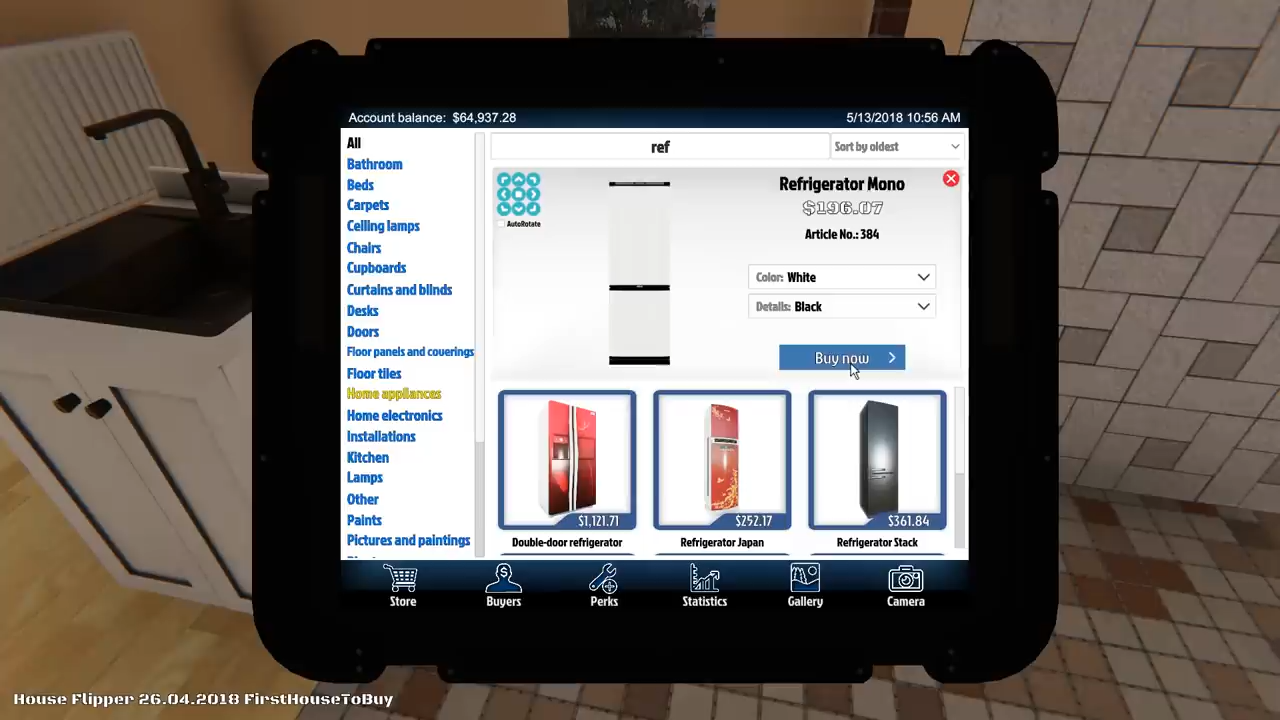 Account balance: $64,937.28
5/13/2018 10:56 AM
All
Bathroom
Beds
Carpets
Ceiling lamps
Chairs
Cupboards
Curtains and blinds
Desks
Doors
Floor panels and coverings
Floor tiles
Home appliances
Home electronics
Installations
Kitchen
Lamps
Other
Paints
Pictures and paintings
ref
Sort by oldest
AutoRotate
Refrigerator Mono
$196.07
Article No.: 384
Color: White
Details: Black
Buy now
$1,121.71
$252.17
$361.84
Double-door refrigerator
Refrigerator Japan
Refrigerator Stack
Store
Buyers
Perks
Statistics
Gallery
Camera
House Flipper 26.04.2018 FirstHouseToBuy